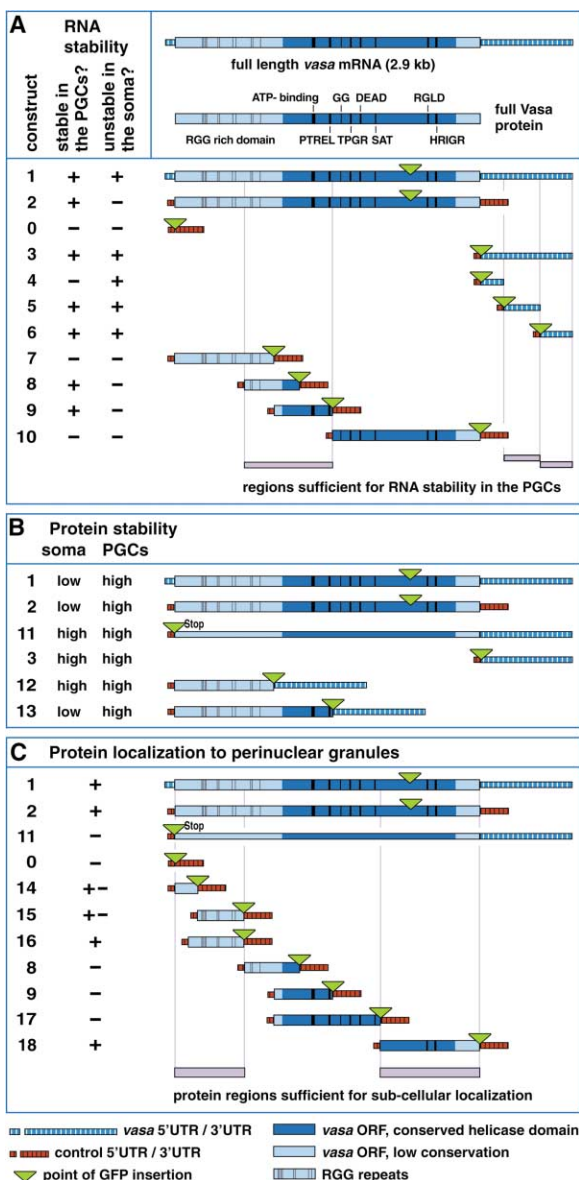 A
RNA
stability
construct
stable in
the PGCs?
unstable in
the soma?
full length vasa mRNA (2.9 kb)
ATP- binding GG DEAD RGLD
full Vasa
protein
RGG rich domain PTREL TPGR SAT HRIGR
1 + +
2 + −
0 − −
3 + +
4 − +
5 + +
6 + +
7 − −
8 + −
9 + −
10 − −
regions sufficient for RNA stability in the PGCs
B Protein stability
soma PGCs
1 low high
2 low high
11 high high Stop
3 high high
12 high high
13 low high
C Protein localization to perinuclear granules
1 +
2 +
11 − Stop
0 −
14 +−
15 +−
16 +
8 −
9 −
17 −
18 +
protein regions sufficient for sub-cellular localization
vasa 5'UTR / 3'UTR
control 5'UTR / 3'UTR
point of GFP insertion
vasa ORF, conserved helicase domain
vasa ORF, low conservation
RGG repeats